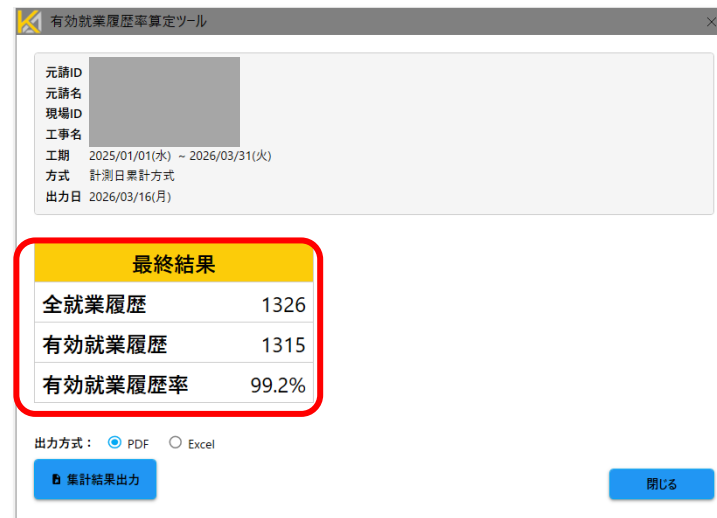 有効就業履歴率算定ツール
元請ID
元請名
現場ID
工事名
工期 2025/01/01(水) ~ 2026/03/31(火)
方式 計測日累計方式
出力日 2026/03/16(月)
最終結果
全就業履歴 1326
有効就業履歴 1315
有効就業履歴率 99.2%
出力方式： PDF Excel
集計結果出力
閉じる